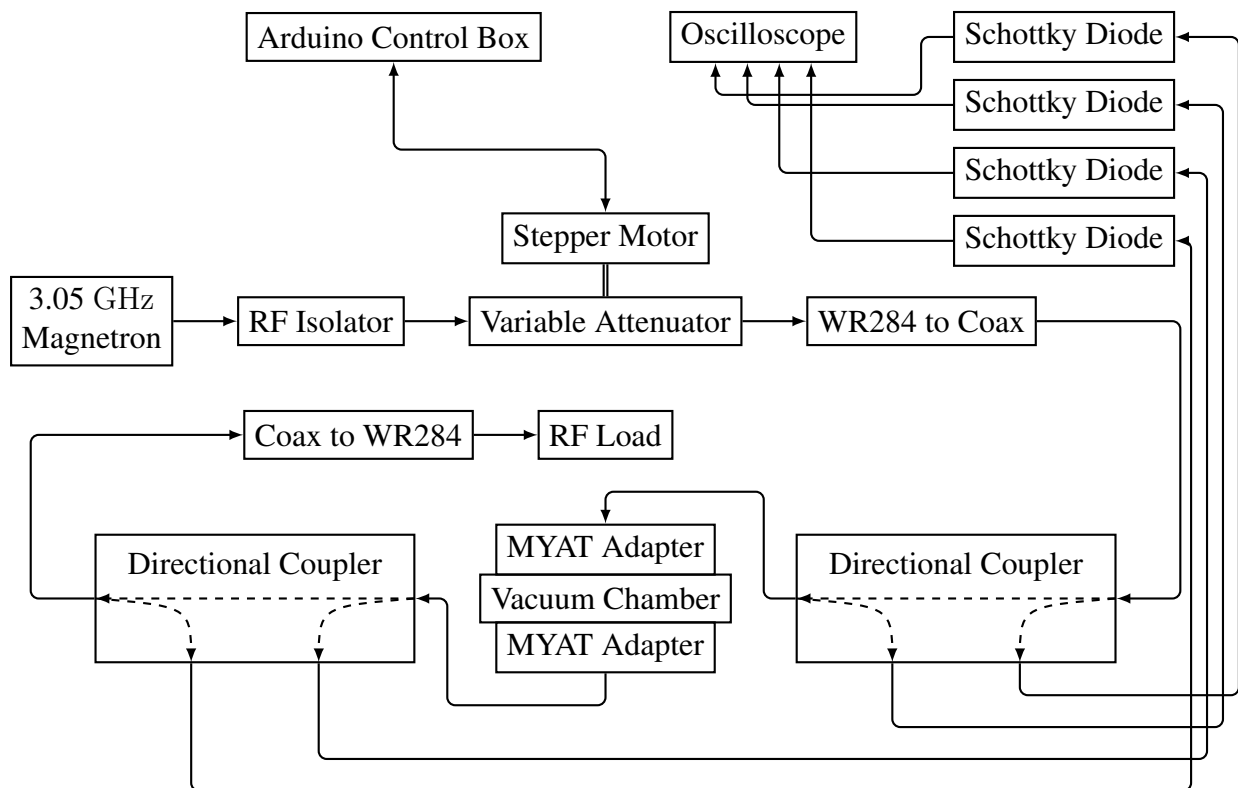 Arduino Control Box
Oscilloscope
Schottky Diode
Schottky Diode
Schottky Diode
Schottky Diode
Stepper Motor
3.05 GHz
Magnetron
RF Isolator
Variable Attenuator
WR284 to Coax
Coax to WR284
RF Load
Directional Coupler
MYAT Adapter
Vacuum Chamber
MYAT Adapter
Directional Coupler